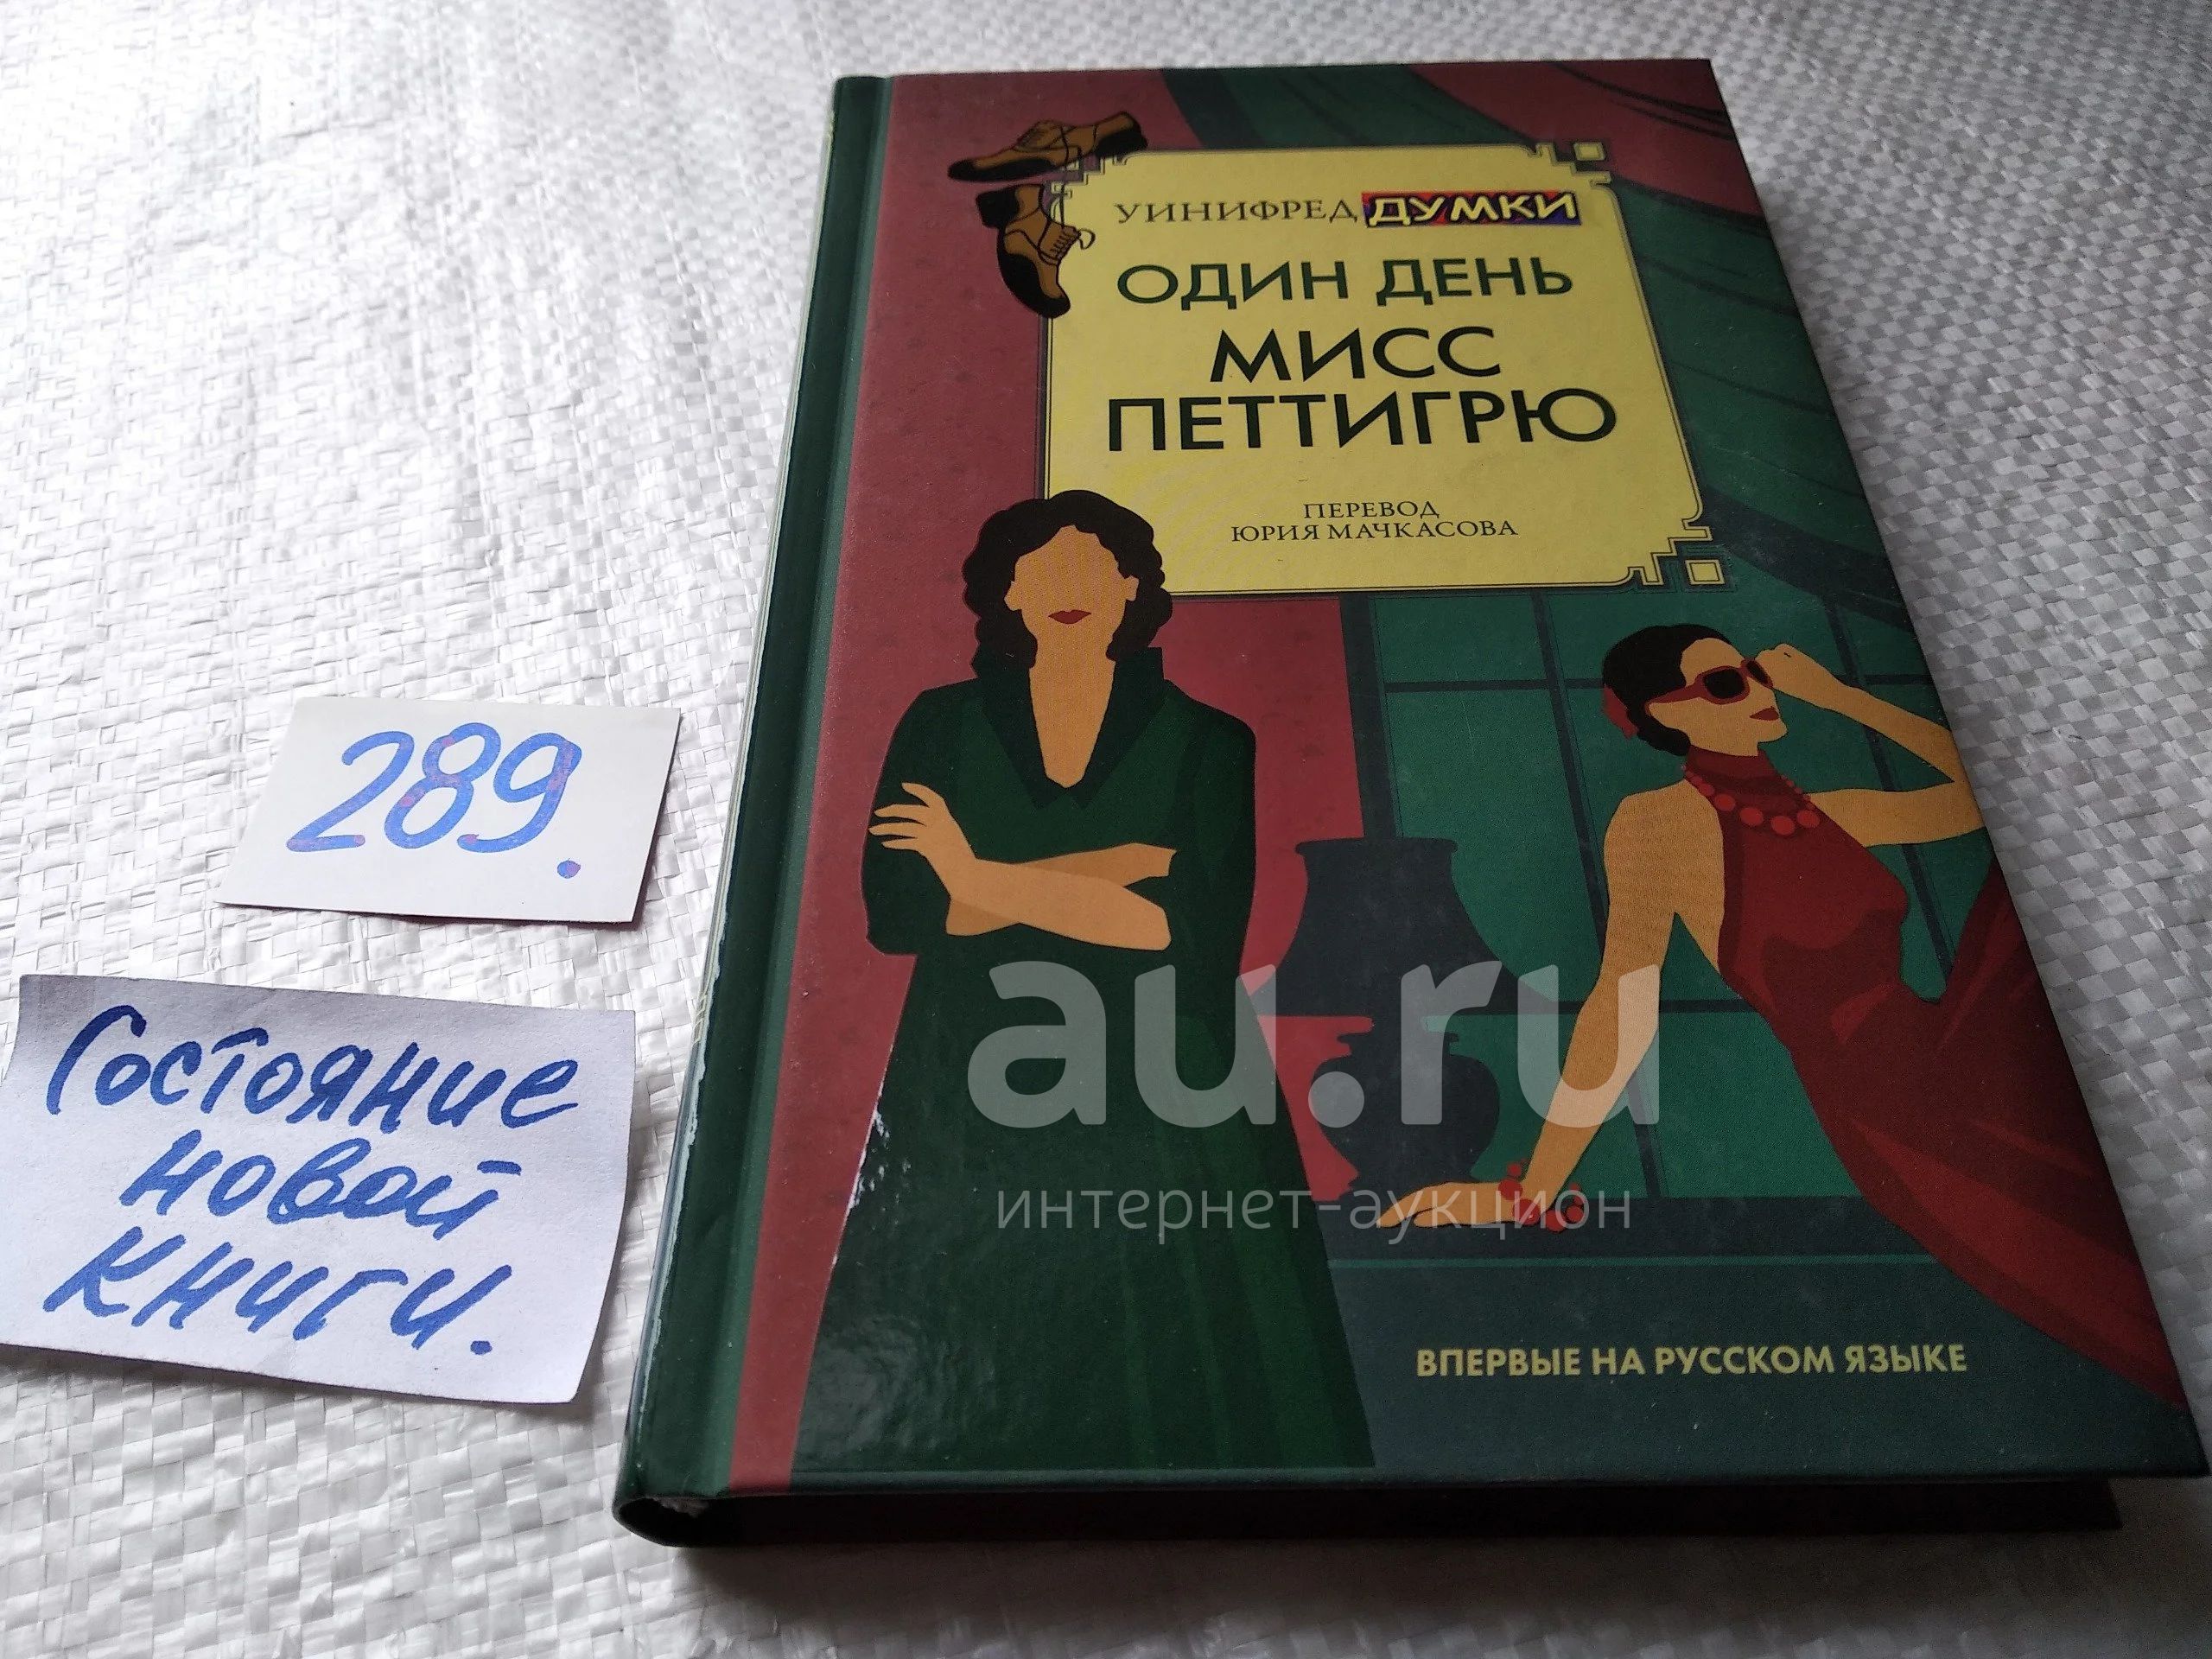 УИНИФРЕД ДУМКИ
ОДИН ДЕНЬ
МИСС
ПЕТТИГРЮ
ПЕРЕВОД
ЮРИЯ МАЧКАСОВА
289.
Состояние
новой
книги.
au.ru
интернет-аукцион
ВПЕРВЫЕ НА РУССКОМ ЯЗЫКЕ